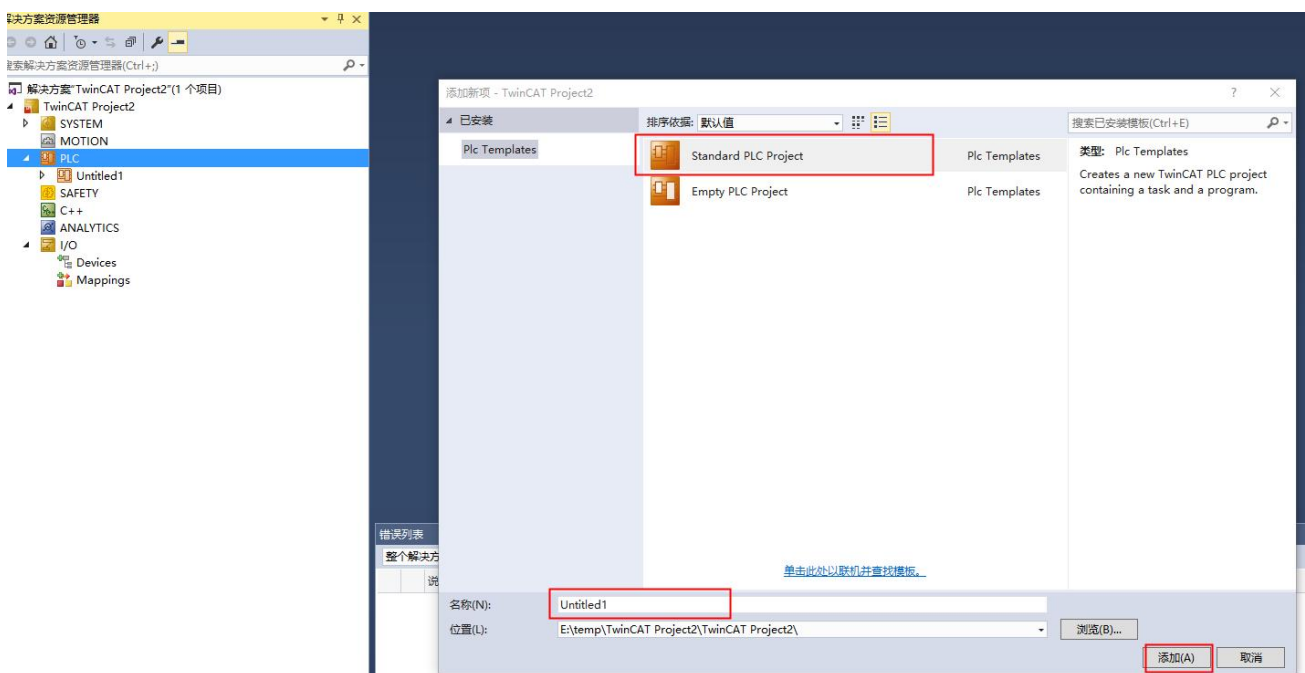 解决方案资源管理器
搜索解决方案资源管理器(Ctrl+;)
解决方案"TwinCAT Project2"(1 个项目)
TwinCAT Project2
SYSTEM
MOTION
PLC
Untitled1
SAFETY
C++
ANALYTICS
I/O
Devices
Mappings
添加新项 - TwinCAT Project2
? 
已安装
排序依据: 默认值
搜索已安装模板(Ctrl+E)
Plc Templates
Standard PLC Project Plc Templates
Empty PLC Project Plc Templates
类型: Plc Templates
Creates a new TwinCAT PLC project
containing a task and a program.
单击此处以联机并查找模板。
错误列表
整个解决方
说
名称(N): Untitled1
位置(L): E:\temp\TwinCAT Project2\TwinCAT Project2\
浏览(B)...
添加(A) 取消